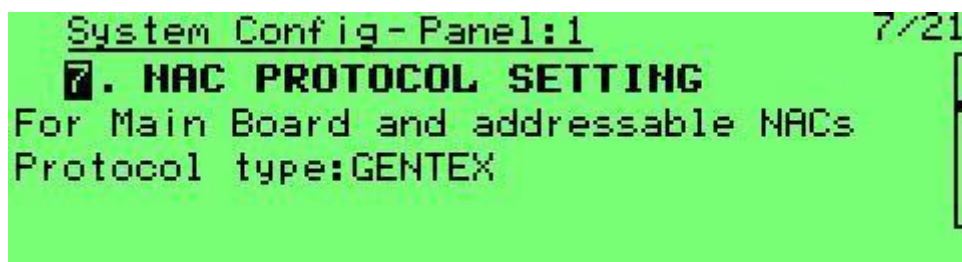 System Config-Panel:1 7/21
7. NAC PROTOCOL SETTING
For Main Board and addressable NACs
Protocol type:GENTEX